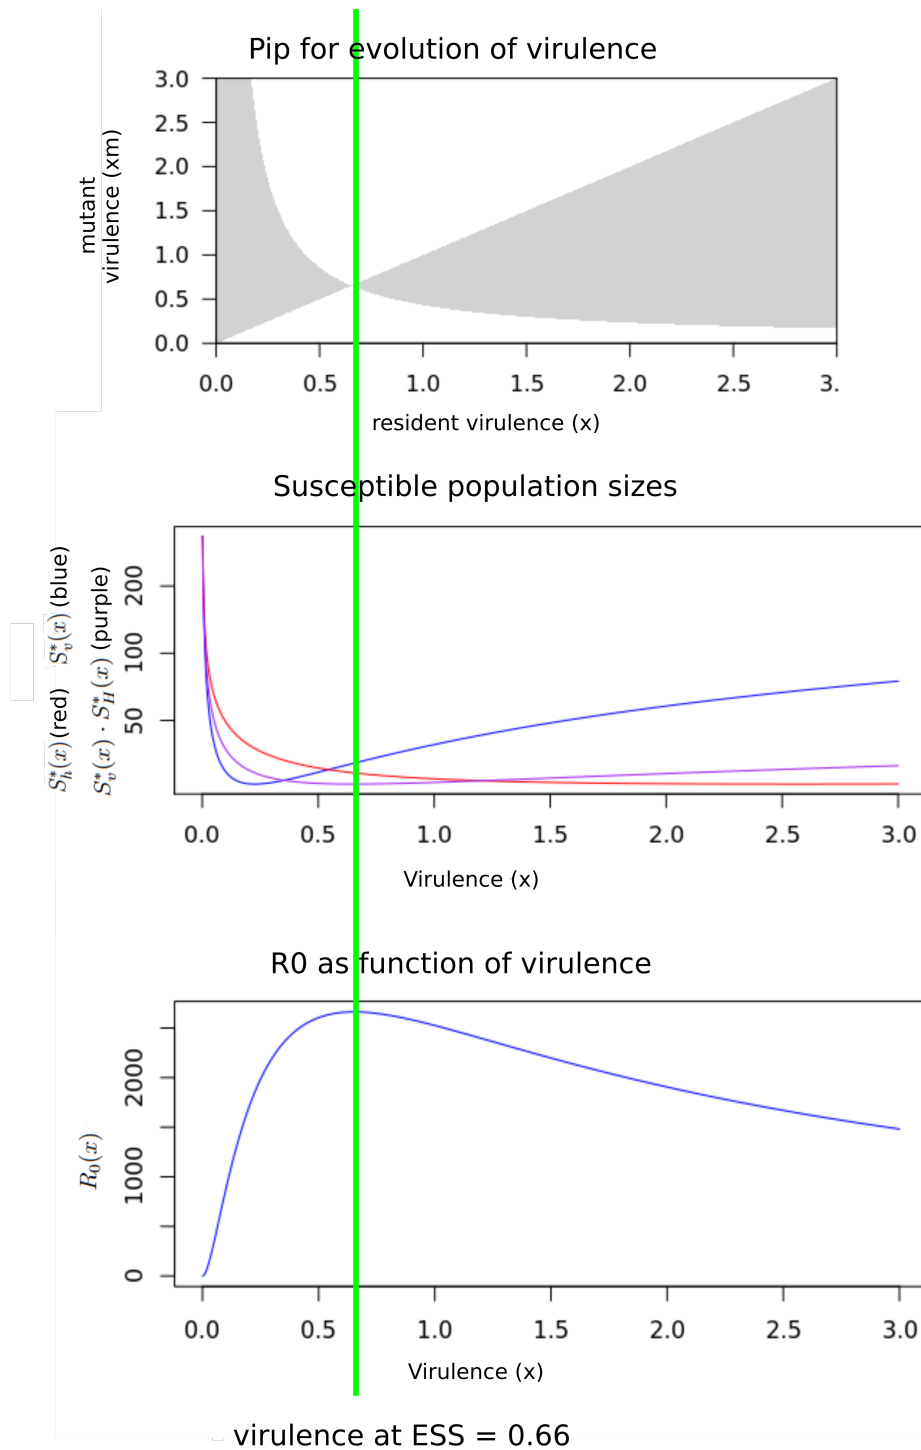 Pip for evolution of virulence
mutant
virulence (xm)
3.0
2.5
2.0
1.5
1.0
0.5
0.0
0.0 0.5 1.0 1.5 2.0 2.5 3.
resident virulence (x)
Susceptible population sizes
S*h(x)(red) S*v(x) (blue)
S*v(x) · S*H(x) (purple)
200
100
50
0.0 0.5 1.0 1.5 2.0 2.5 3.0
Virulence (x)
R0 as function of virulence
R0(x)
2000
1000
0
0.0 0.5 1.0 1.5 2.0 2.5 3.0
Virulence (x)
virulence at ESS = 0.66